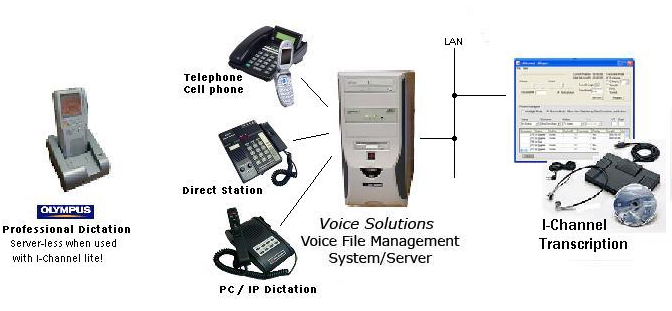 Telephone
Cell phone
Direct Station
PC / IP Dictation
OLYMPUS
Professional Dictation
Server-less when used
with I-Channel lite!
Voice Solutions
Voice File Management
System/Server
LAN
I-Channel
Transcription